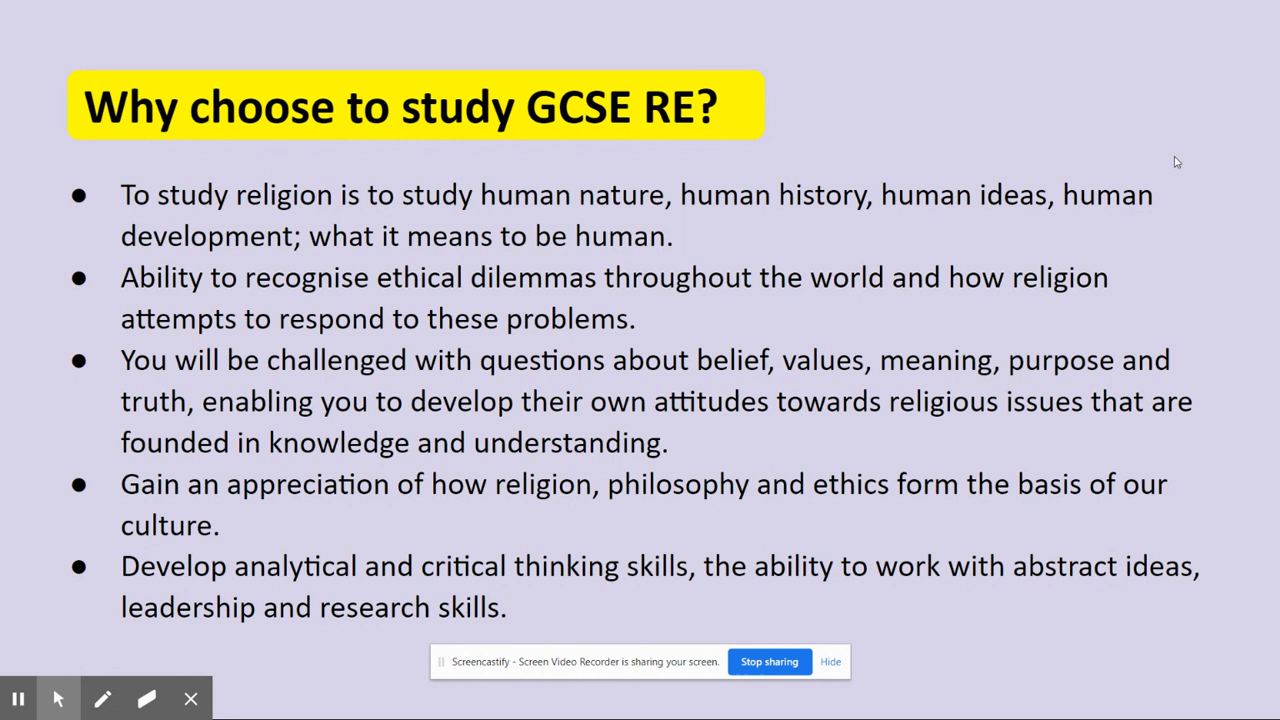 Why choose to study GCSE RE?
● To study religion is to study human nature, human history, human ideas, human
development; what it means to be human.
● Ability to recognise ethical dilemmas throughout the world and how religion
attempts to respond to these problems.
● You will be challenged with questions about belief, values, meaning, purpose and
truth, enabling you to develop their own attitudes towards religious issues that are
founded in knowledge and understanding.
● Gain an appreciation of how religion, philosophy and ethics form the basis of our
culture.
● Develop analytical and critical thinking skills, the ability to work with abstract ideas,
leadership and research skills.
Screencastify - Screen Video Recorder is sharing your screen. Stop sharing Hide